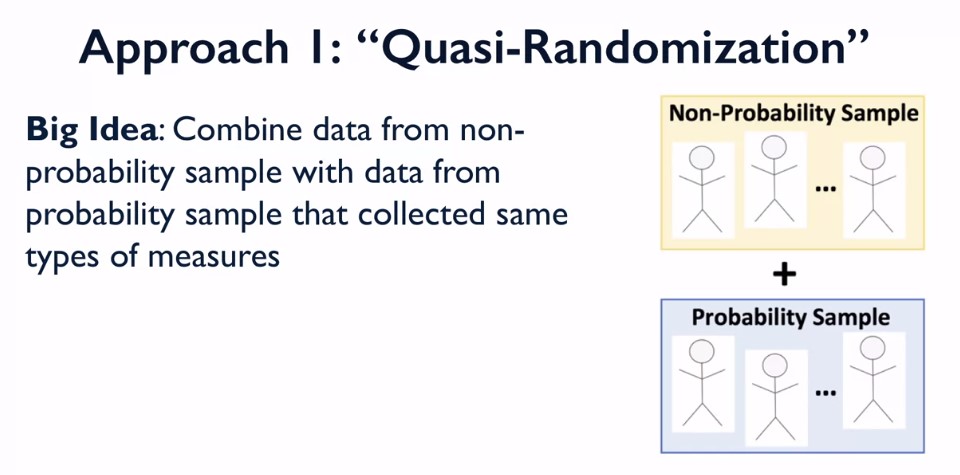 Approach 1: “Quasi-Randomization”
Big Idea: Combine data from non-
probability sample with data from
probability sample that collected same
types of measures
Non-Probability Sample
...
+
Probability Sample
...